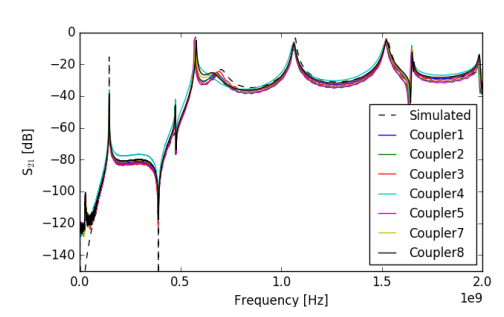 0
−20
−40
−60
−80
−100
−120
−140
S21 [dB]
Simulated
Coupler1
Coupler2
Coupler3
Coupler4
Coupler5
Coupler7
Coupler8
0.0
0.5
1.0
1.5
2.0
Frequency [Hz]
1e9